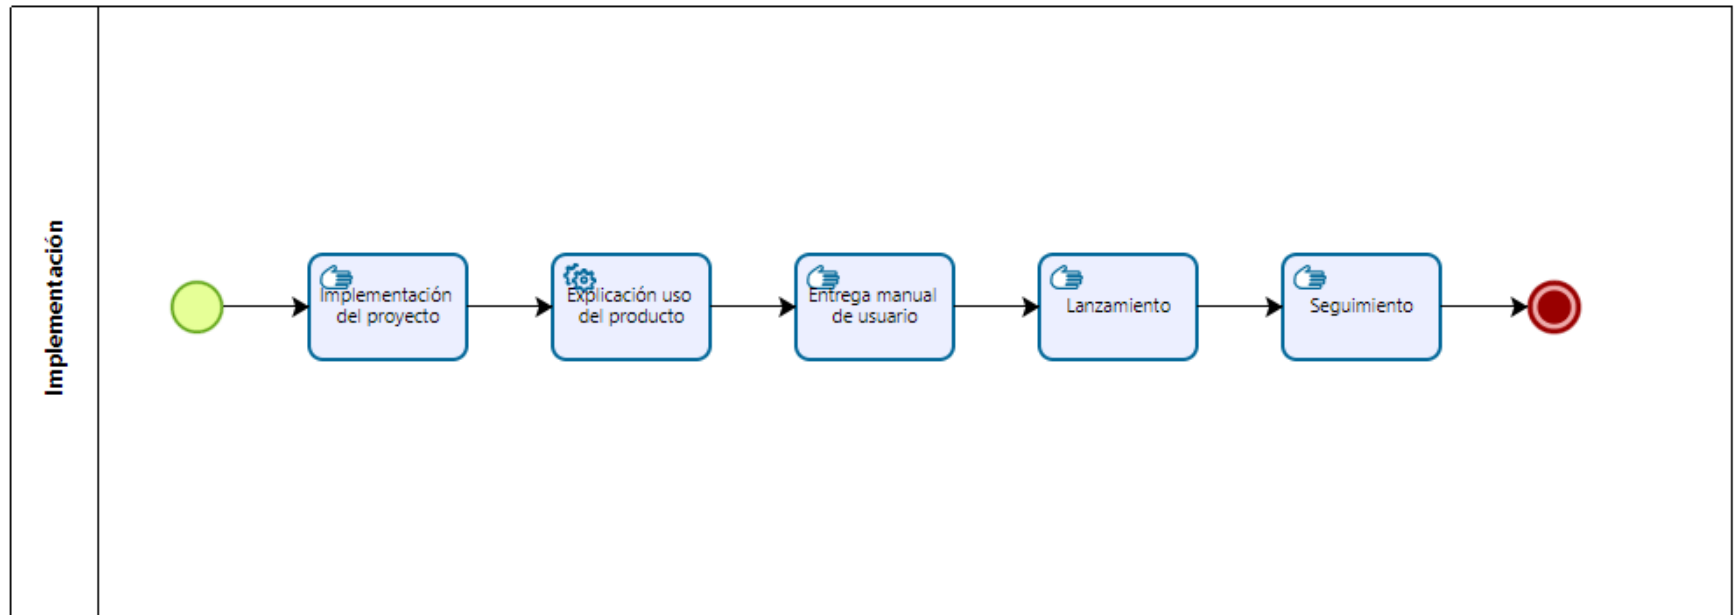 Implementación
Implementación
del proyecto
Explicación uso
del producto
Entrega manual
de usuario
Lanzamiento
Seguimiento